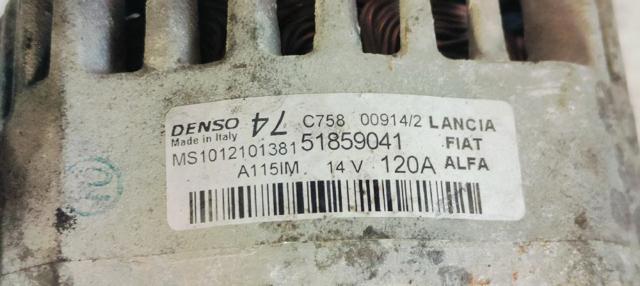 DENSO 74 C758 00914/2 LANCIA
Made in Italy FIAT
MS1012101381 51859041
A115IM 14 V 120A ALFA